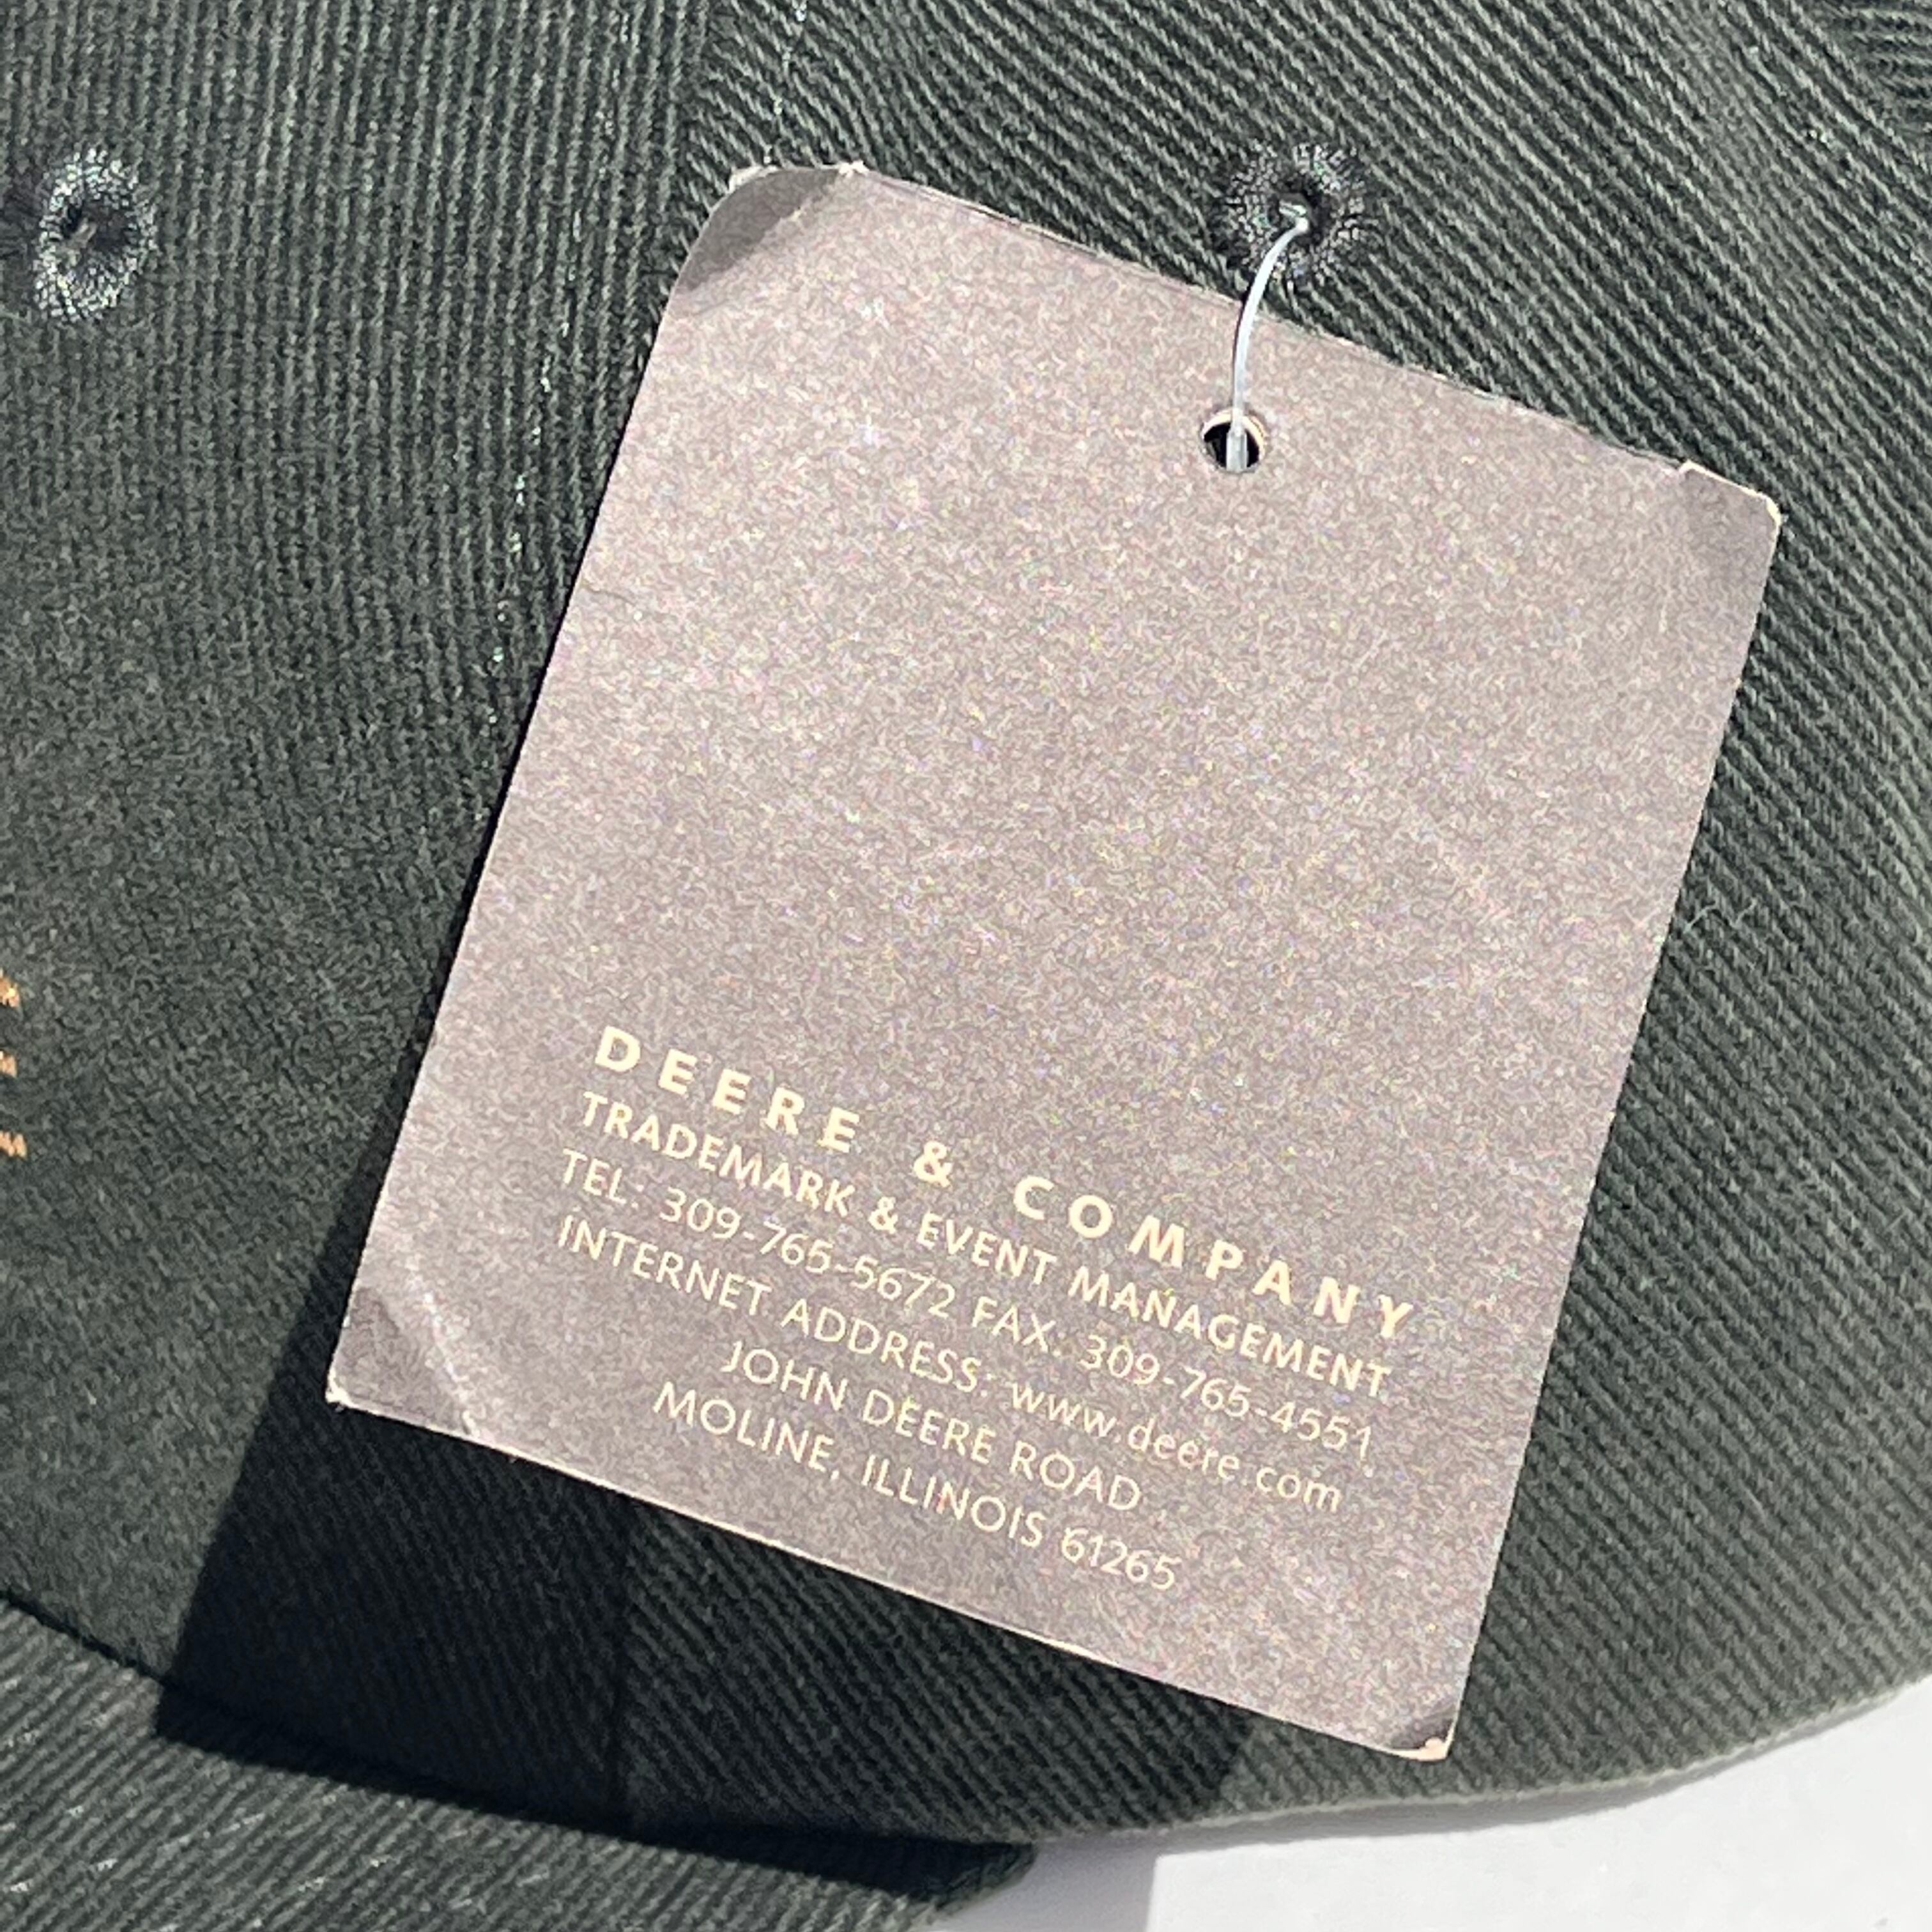 DEERE & COMPANY
TRADEMARK & EVENT MANAGEMENT
TEL: 309-765-5672 FAX: 309-765-4551
INTERNET ADDRESS: www.deere.com
JOHN DEERE ROAD
MOLINE, ILLINOIS 61265